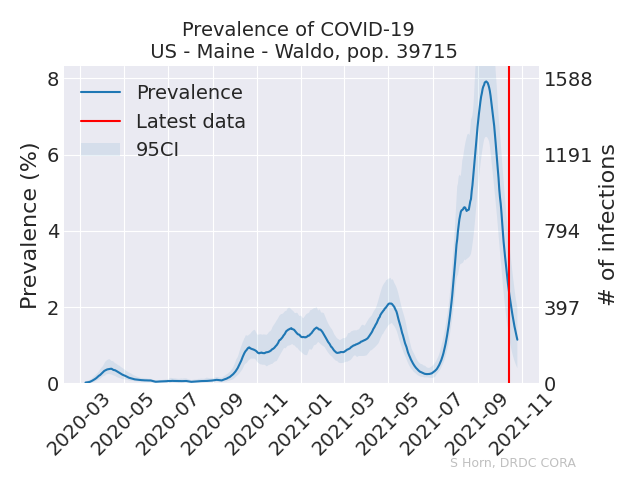 Prevalence of COVID-19
US - Maine - Waldo, pop. 39715
Prevalence
Latest data
95CI
Prevalence (%)
8
6
4
2
0
1588
1191
794
397
0
# of infections
2020-03
2020-05
2020-07
2020-09
2020-11
2021-01
2021-03
2021-05
2021-07
2021-09
2021-11
S Horn, DRDC CORA